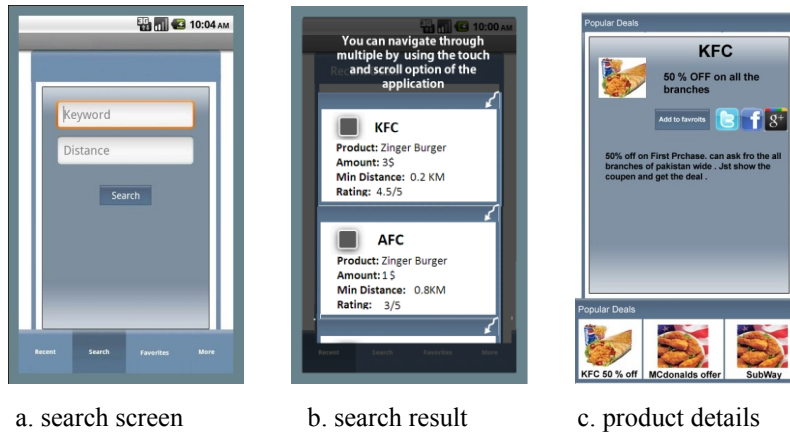 3G
10:04 AM
Keyword
Distance
Search
Recent
Search
Favorites
More
a. search screen
10:00 AM
You can navigate through
multiple by using the touch
and scroll option of the
application
KFC
Product: Zinger Burger
Amount: 3$
Min Distance: 0.2 KM
Rating: 4.5/5
AFC
Product: Zinger Burger
Amount: 1$
Min Distance: 0.8KM
Rating: 3/5
Recent
Search
Favorites
More
b. search result
Popular Deals
KFC
50 % OFF on all the
branches
Add to favroits
50% off on First Prchase. can ask fro the all
branches of pakistan wide . Jst show the
coupen and get the deal .
Popular Deals
KFC 50 % off
MCdonalds offer
SubWay
c. product details